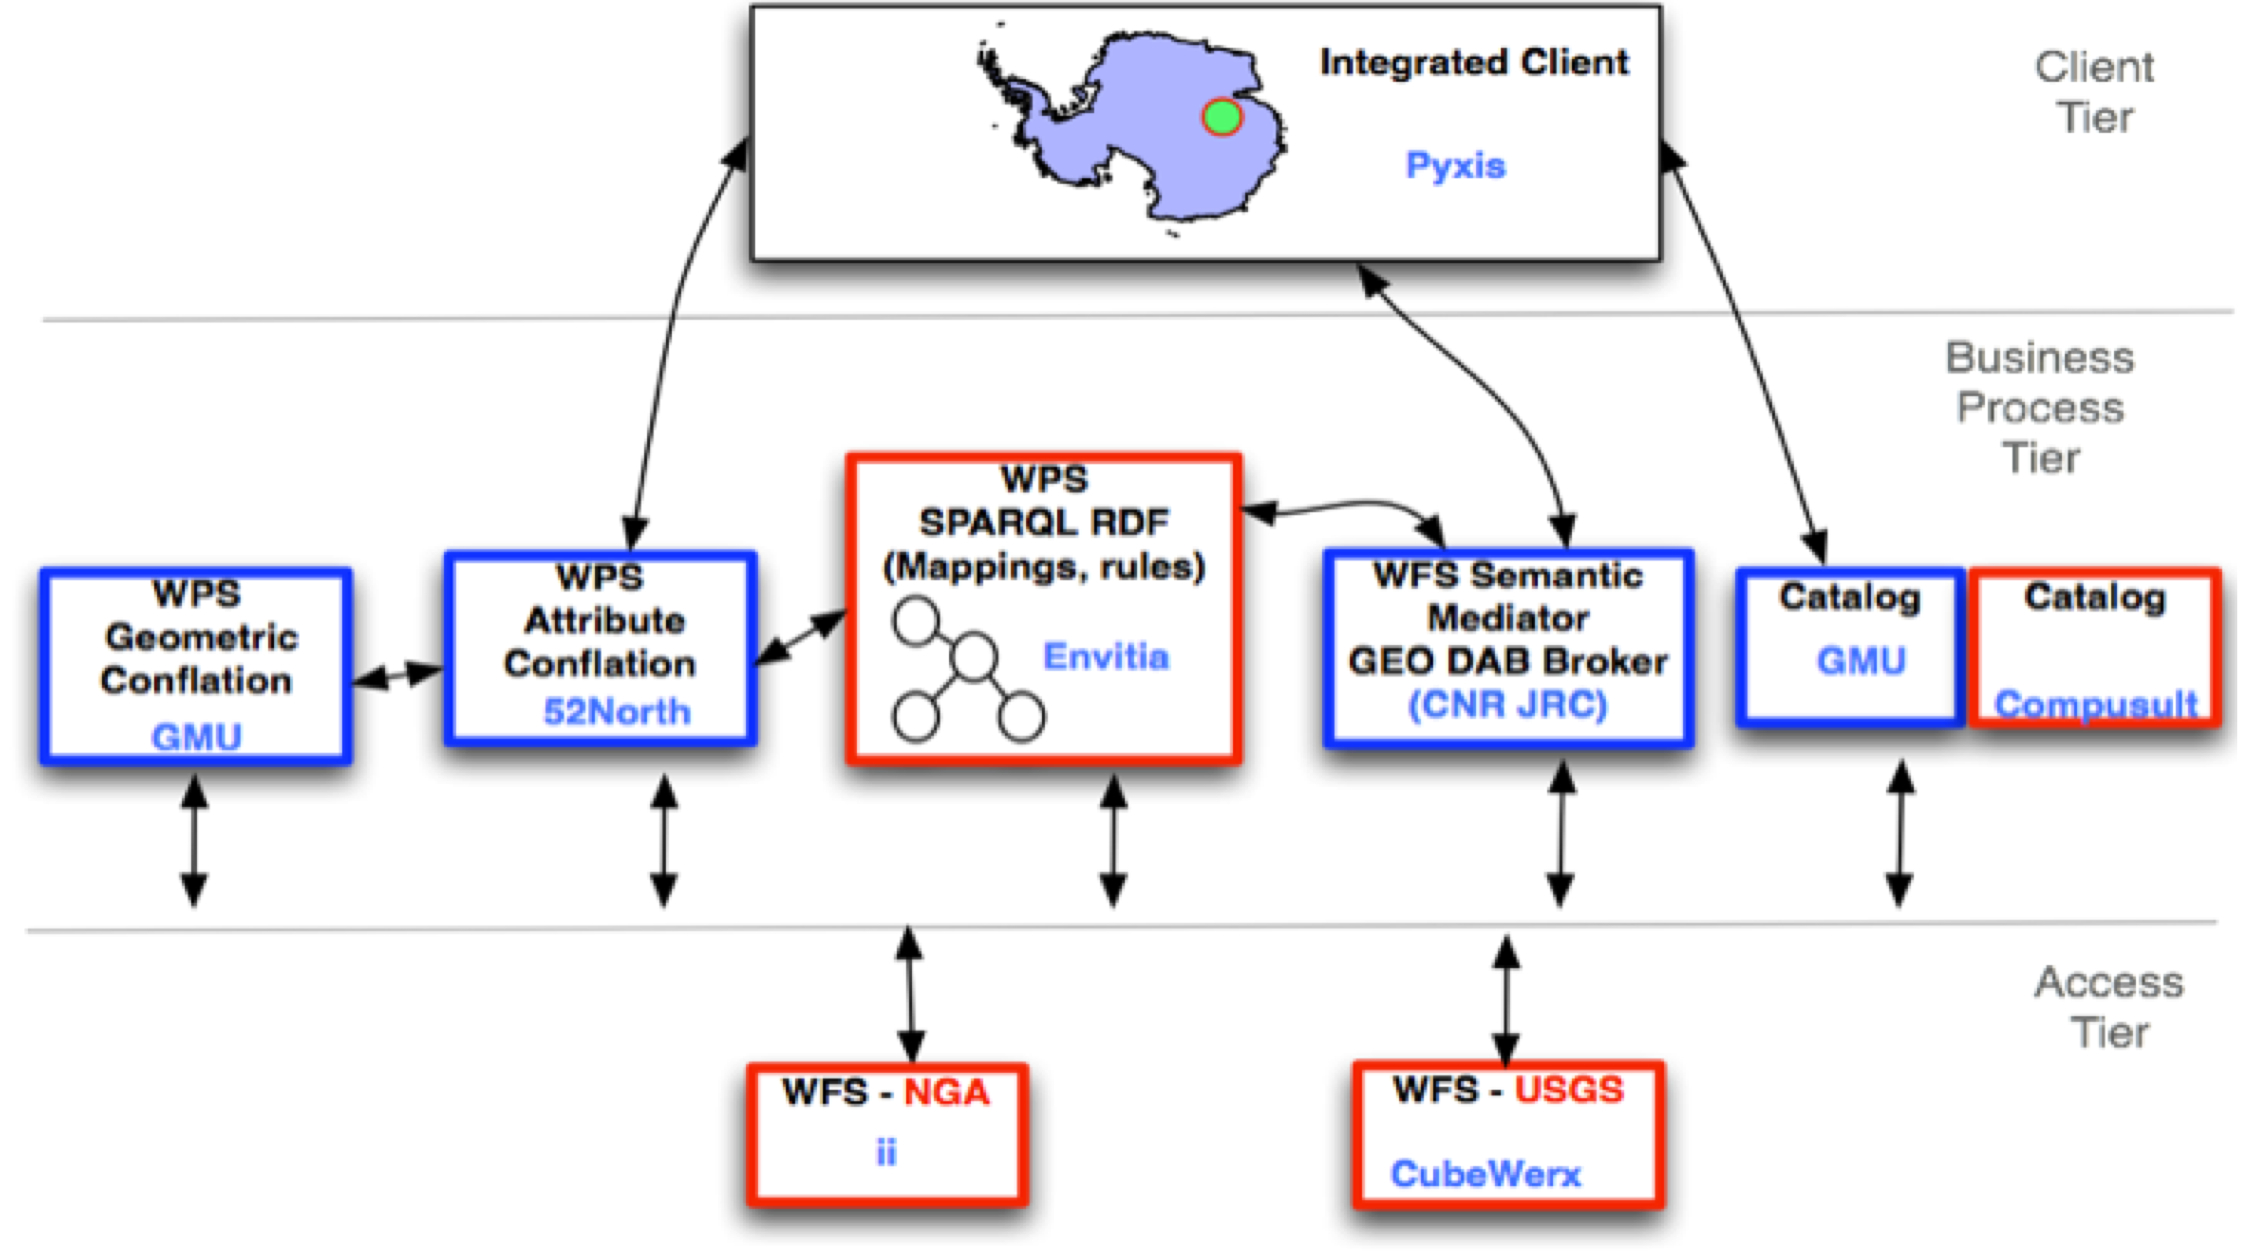 Integrated Client
Pyxis
Client
Tier
Business
Process
Tier
WPS
Geometric
Conflation
GMU
WPS
Attribute
Conflation
52North
WPS
SPARQL RDF
(Mappings, rules)
Envitia
WFS Semantic
Mediator
GEO DAB Broker
(CNR JRC)
Catalog
GMU
Catalog
Compusult
Access
Tier
WFS - NGA
ii
WFS - USGS
CubeWerx